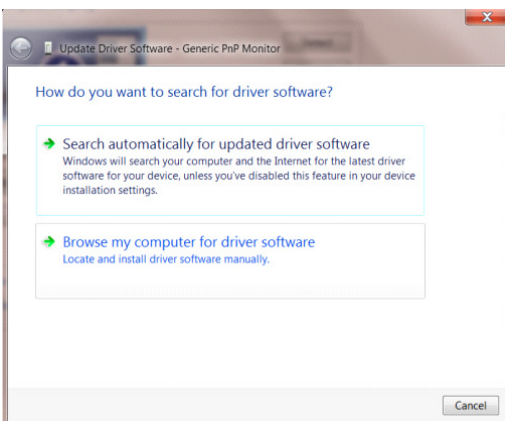 Update Driver Software - Generic PnP Monitor
How do you want to search for driver software?
Search automatically for updated driver software
Windows will search your computer and the Internet for the latest driver
software for your device, unless you've disabled this feature in your device
installation settings.
Browse my computer for driver software
Locate and install driver software manually.
Cancel